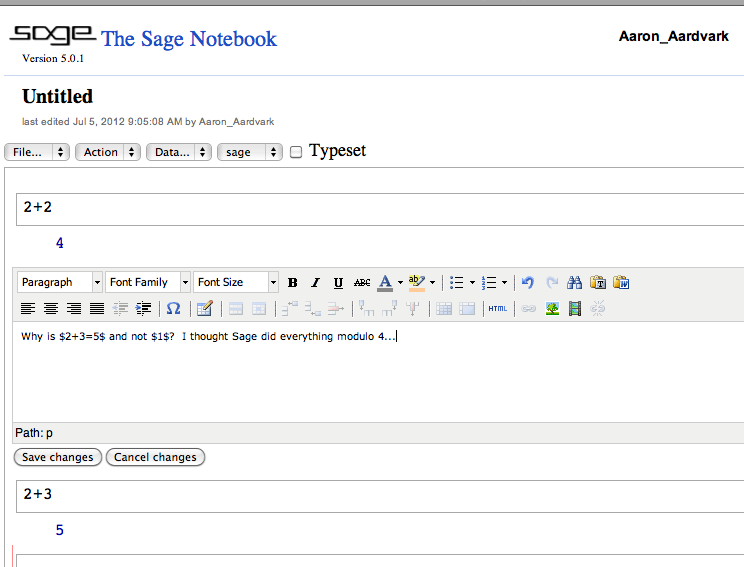 sage The Sage Notebook
Aaron_Aardvark
Version 5.0.1
Untitled
last edited Jul 5, 2012 9:05:08 AM by Aaron_Aardvark
File... Action Data... sage Typeset
2+2
4
Paragraph Font Family Font Size B I U ABC A ab
Ω HTML
Why is $2+3=5$ and not $1$? I thought Sage did everything modulo 4...
Path: p
Save changes Cancel changes
2+3
5